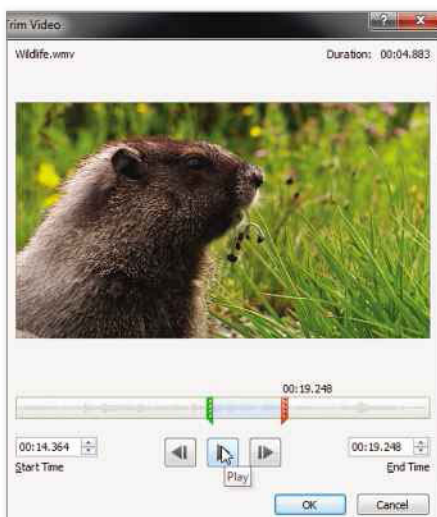 Trim Video
Wildlife.wmv Duration: 00:04.883
00:19.248
00:14.364 00:19.248
Start Time End Time
Play
OK Cancel